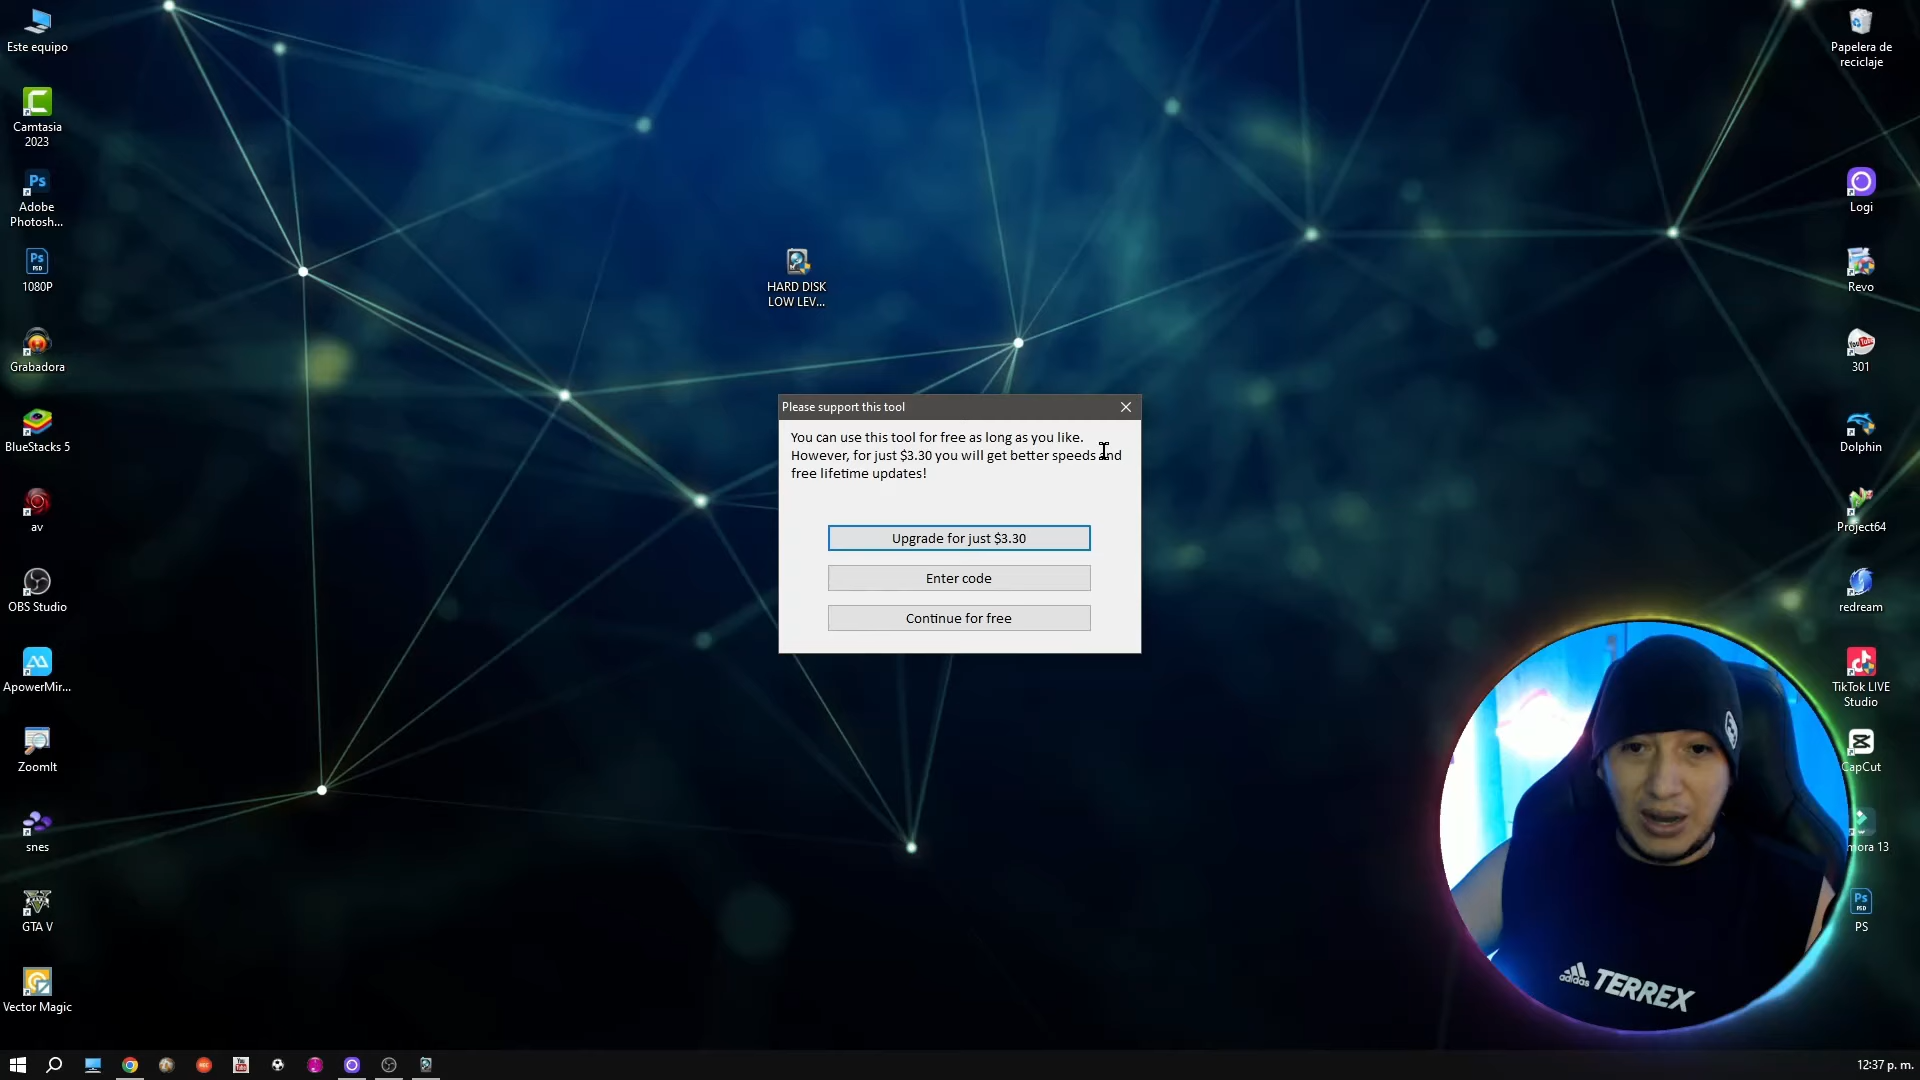 Este equipo
Camtasia
2023
Adobe
Photosh...
1080P
Grabadora
BlueStacks 5
av
OBS Studio
ApowerMir...
ZoomIt
snes
GTA V
Vector Magic
HARD DISK
LOW LEV...
Please support this tool
You can use this tool for free as long as you like.
However, for just $3.30 you will get better speeds and
free lifetime updates!
Upgrade for just $3.30
Enter code
Continue for free
Papelera de
reciclaje
Logi
Revo
301
Dolphin
Project64
redream
TikTok LIVE
Studio
CapCut
mora 13
PS
adidas TERREX
12:37 p. m.